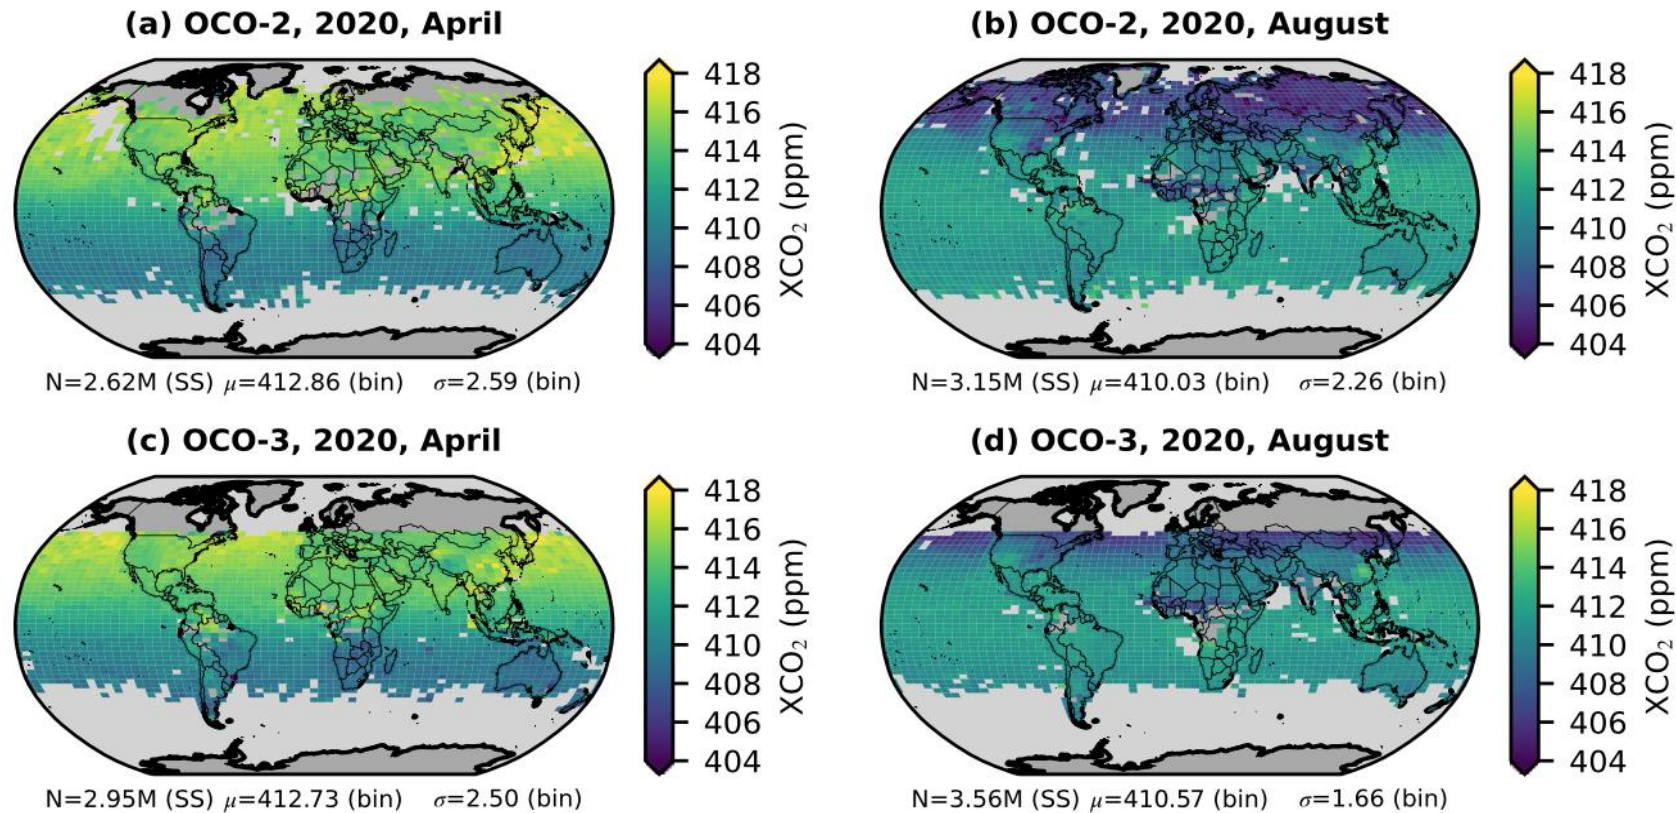 (a) OCO-2, 2020, April
418
416
414
412
410
408
406
404
XCO₂ (ppm)
N=2.62M (SS) μ=412.86 (bin) σ=2.59 (bin)
(b) OCO-2, 2020, August
418
416
414
412
410
408
406
404
XCO₂ (ppm)
N=3.15M (SS) μ=410.03 (bin) σ=2.26 (bin)
(c) OCO-3, 2020, April
418
416
414
412
410
408
406
404
XCO₂ (ppm)
N=2.95M (SS) μ=412.73 (bin) σ=2.50 (bin)
(d) OCO-3, 2020, August
418
416
414
412
410
408
406
404
XCO₂ (ppm)
N=3.56M (SS) μ=410.57 (bin) σ=1.66 (bin)